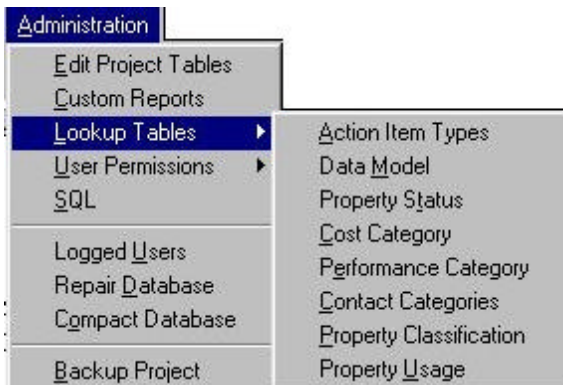 Administration
Edit Project Tables
Custom Reports
Lookup Tables
User Permissions
SQL
Logged Users
Repair Database
Compact Database
Backup Project
Action Item Types
Data Model
Property Status
Cost Category
Performance Category
Contact Categories
Property Classification
Property Usage